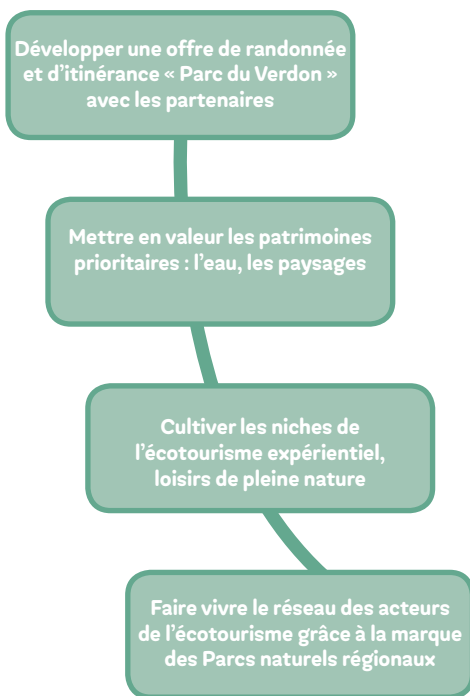 Développer une offre de randonnée
et d’itinérance « Parc du Verdon »
avec les partenaires
Mettre en valeur les patrimoines
prioritaires : l’eau, les paysages
Cultiver les niches de
l’écotourisme expérientiel,
loisirs de pleine nature
Faire vivre le réseau des acteurs
de l’écotourisme grâce à la marque
des Parcs naturels régionaux